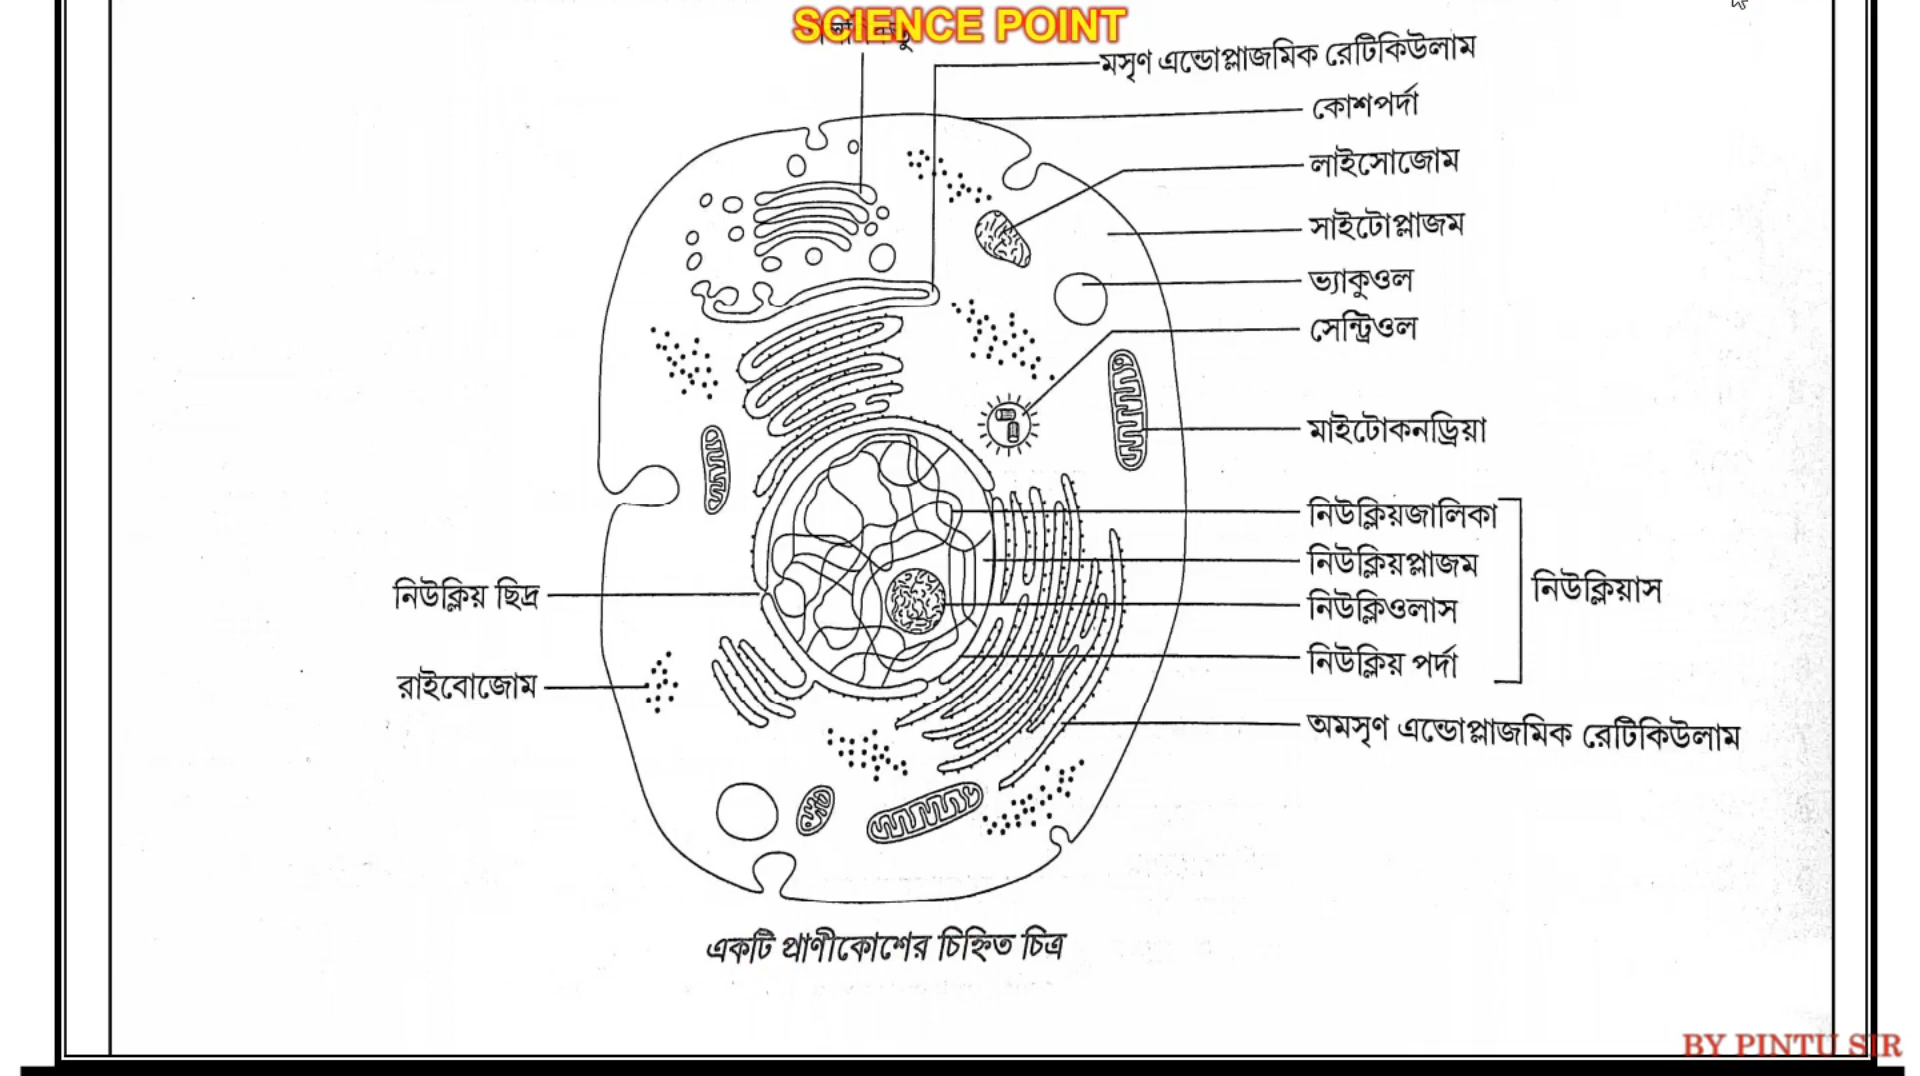 SCIENCE POINT
মসৃণ এন্ডোপ্লাজমিক রেটিকিউলাম
কোশপর্দা
লাইসোজোম
সাইটোপ্লাজম
ভ্যাকুওল
সেন্ট্রিওল
মাইটোকনড্রিয়া
নিউক্লিয়জালিকা
নিউক্লিয়প্লাজম
নিউক্লিয়াস
নিউক্লিয় ছিদ্র
নিউক্লিওলাস
নিউক্লিয় পর্দা
রাইবোজোম
অমসৃণ এন্ডোপ্লাজমিক রেটিকিউলাম
একটি প্রাণীকোশের চিহ্নিত চিত্র
BY PINTU SIR